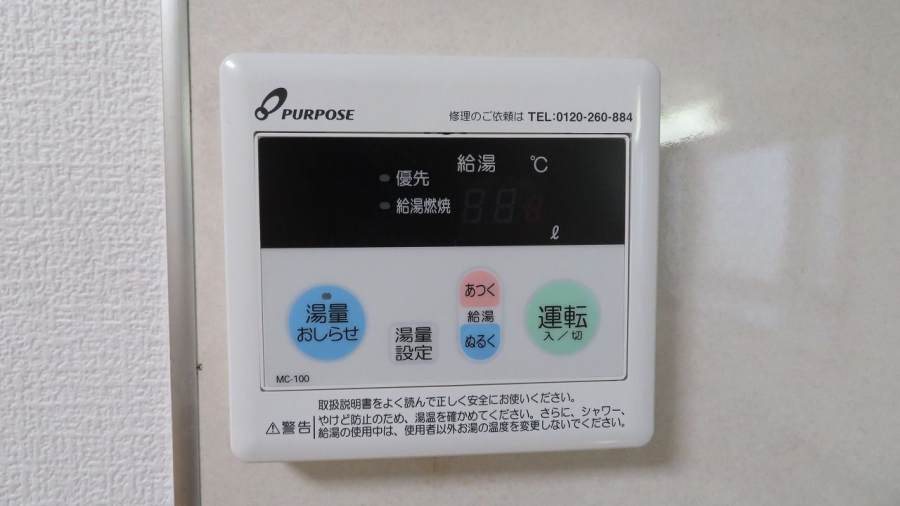 PURPOSE
修理のご依頼は TEL:0120-260-884
給湯 ℃
優先
給湯燃焼
ℓ
湯量
おしらせ
湯量
設定
あつく
給湯
ぬるく
運転
入／切
MC-100
取扱説明書をよく読んで正しく安全にお使いください。
⚠警告
やけど防止のため、湯温を確かめてください。さらに、シャワー、
給湯の使用中は、使用者以外お湯の温度を変更しないでください。